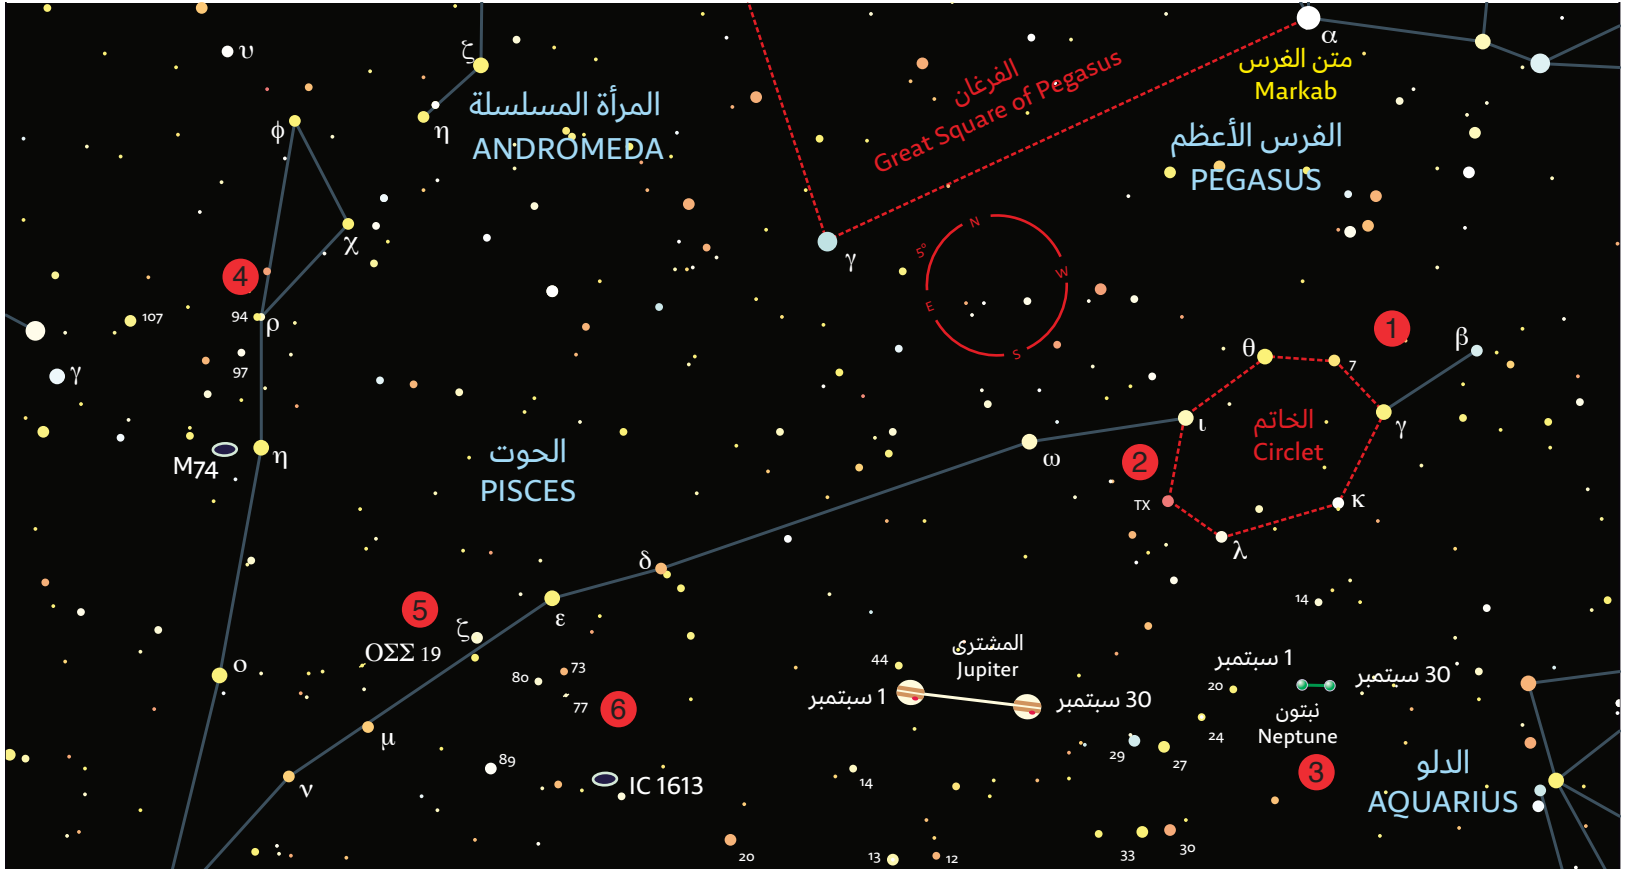 υ
ζ
α
متن الفرس
Markab
الفرغان
Great Square of Pegasus
المرأة المسلسلة
ANDROMEDA
η
φ
الفرس الأعظم
PEGASUS
χ
γ
N
S°
W
E
S
4
94
ρ
107
97
γ
1
β
θ
7
ι
γ
الخاتم
Circlet
M74
η
الحوت
PISCES
ω
2
TX
κ
λ
δ
ε
5
ζ
ΟΣΣ 19
ο
14
80
73
77
6
44
المشترى
Jupiter
1 سبتمبر
30 سبتمبر
1 سبتمبر
30 سبتمبر
20
نبتون
Neptune
24
3
29
27
μ
ν
89
IC 1613
14
الدلو
AQUARIUS
20
13
12
33
30